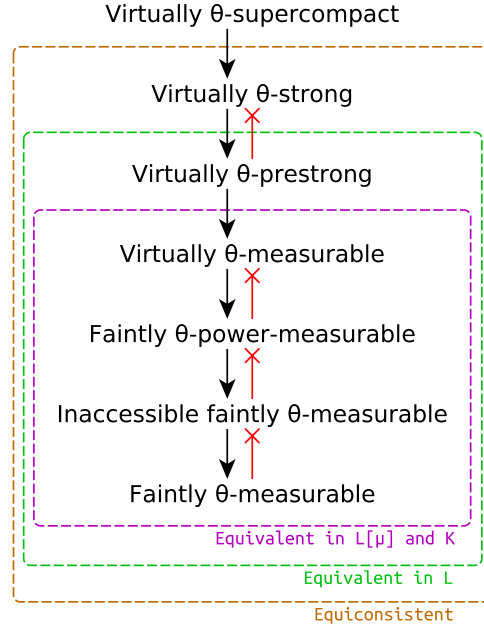 Virtually θ-supercompact
Virtually θ-strong
Virtually θ-prestrong
Virtually θ-measurable
Faintly θ-power-measurable
Inaccessible faintly θ-measurable
Faintly θ-measurable
Equivalent in L[μ] and K
Equivalent in L
Equiconsistent